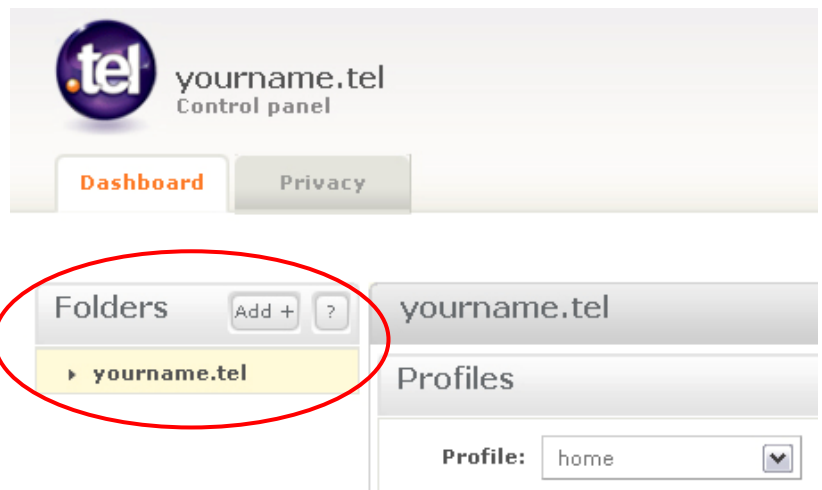 .tel
yourname.tel
Control panel
Dashboard Privacy
Folders Add + ?
yourname.tel
yourname.tel
Profiles
Profile: home